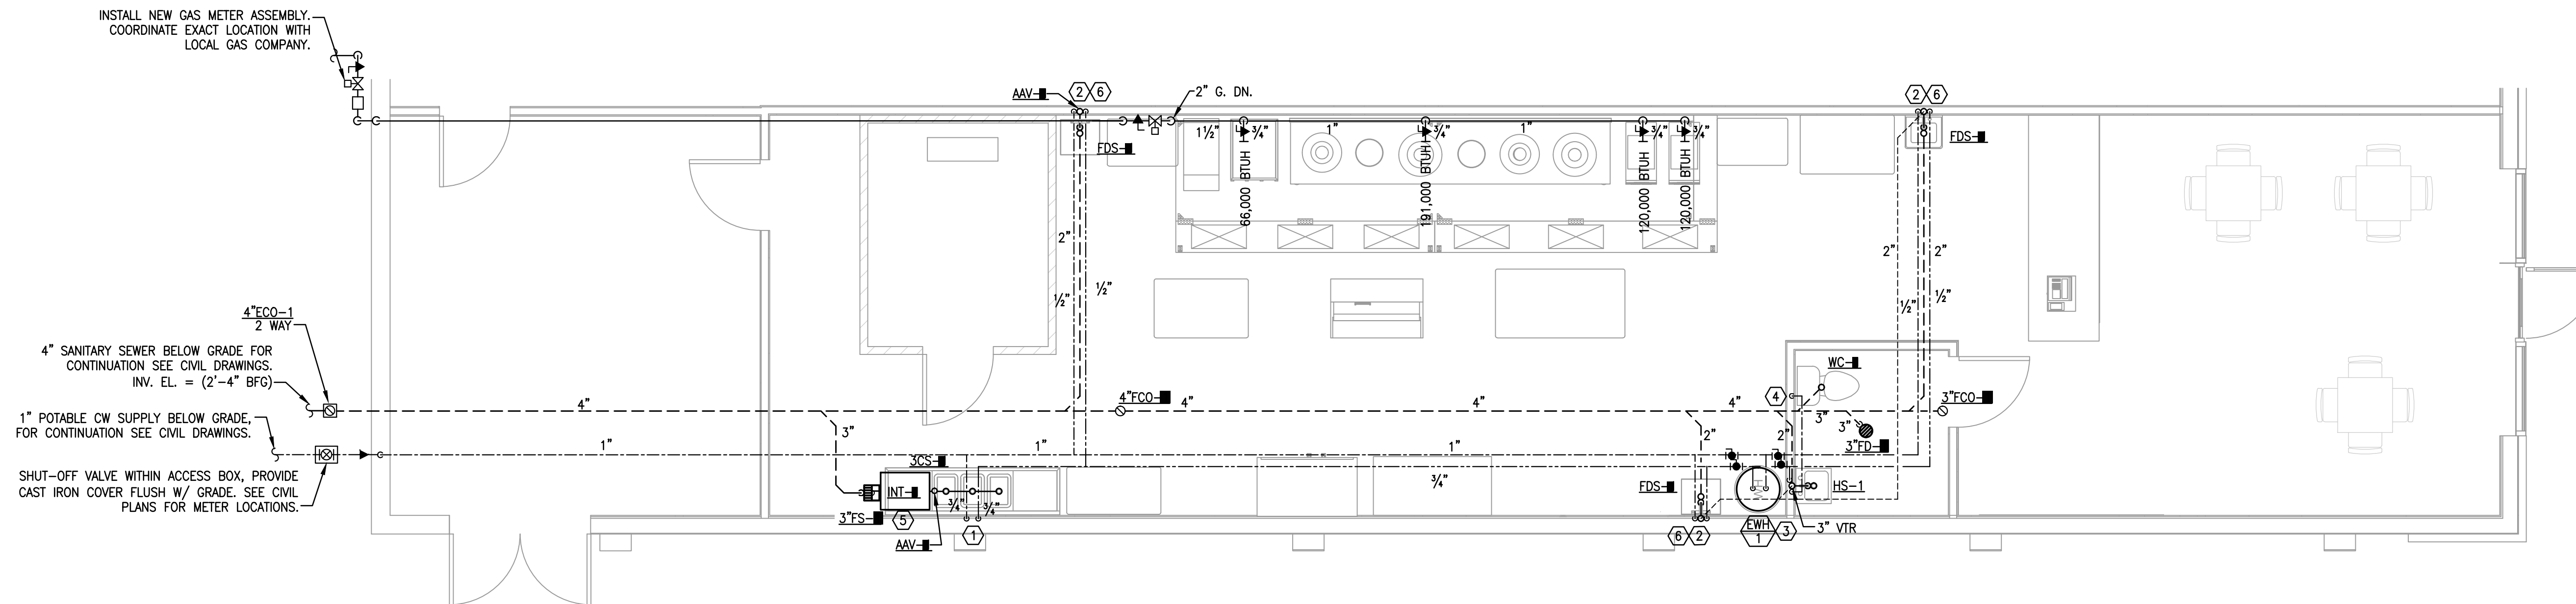 INSTALL NEW GAS METER ASSEMBLY.
COORDINATE EXACT LOCATION WITH
LOCAL GAS COMPANY.
AAV-
2 6
2" G. DN.
2 6
FDS-
1½"
¾"
1"
¾"
1"
¾"
¾"
FDS-
66,000 BTUH
191,000 BTUH
120,000 BTUH
120,000 BTUH
2"
½"
½"
2"
2"
½"
½"
4"ECO-1
2 WAY
4" SANITARY SEWER BELOW GRADE FOR
CONTINUATION SEE CIVIL DRAWINGS.
INV. EL. = (2'-4" BFG)
1" POTABLE CW SUPPLY BELOW GRADE,
FOR CONTINUATION SEE CIVIL DRAWINGS.
SHUT-OFF VALVE WITHIN ACCESS BOX, PROVIDE
CAST IRON COVER FLUSH W/ GRADE. SEE CIVIL
PLANS FOR METER LOCATIONS.
WC-
4
4"
4"FCO-
4"
4"
4"
3"FCO-
3"
3"
3"
3"FD-
2"
2"
1"
1"
1"
3CS-
INT-
¾"
¾"
¾"
FDS-
WH
HS-1
3"FS-
5
AAV-
1
6 2
EWH
1
3
3" VTR